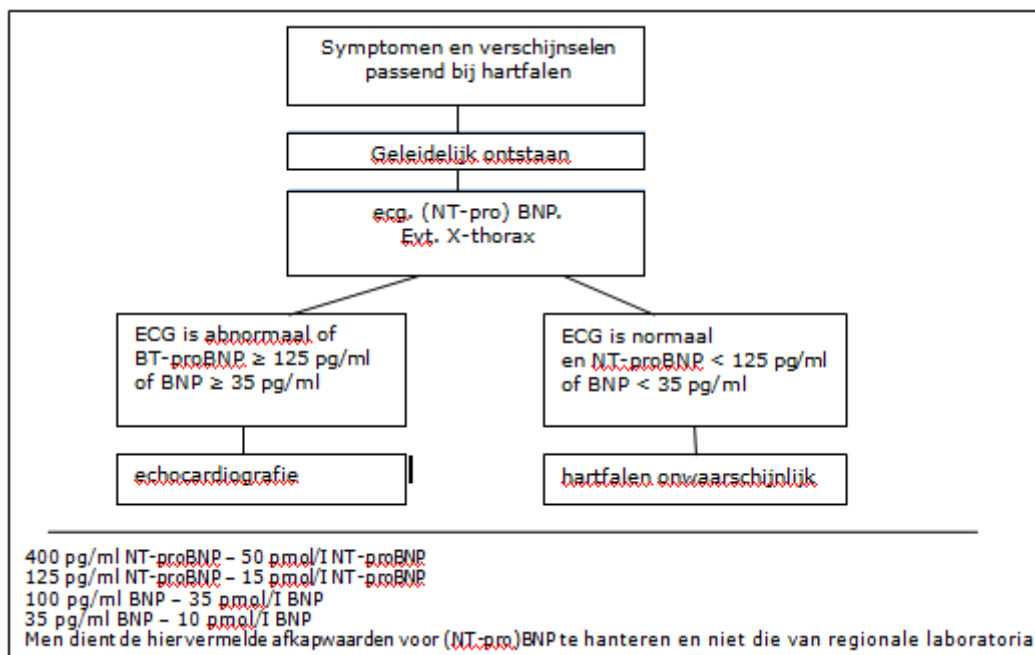 Symptomen en verschijnselen
passend bij hartfalen
Geleidelijk ontstaan
ecg. (NT-pro) BNP.
Evt. X-thorax
ECG is abnormaal of
BT-proBNP ≥ 125 pg/ml
of BNP ≥ 35 pg/ml
ECG is normaal
en NT-proBNP < 125 pg/ml
of BNP < 35 pg/ml
echocardiografie
hartfalen onwaarschijnlijk
400 pg/ml NT-proBNP – 50 pmol/I NT-proBNP
125 pg/ml NT-proBNP – 15 pmol/I NT-proBNP
100 pg/ml BNP – 35 pmol/I BNP
35 pg/ml BNP – 10 pmol/I BNP
Men dient de hiervermelde afkapwaarden voor (NT-pro)BNP te hanteren en niet die van regionale laboratoria